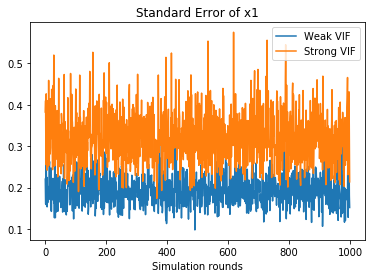 Standard Error of x1
Weak VIF
Strong VIF
0.5
0.4
0.3
0.2
0.1
0 200 400 600 800 1000
Simulation rounds